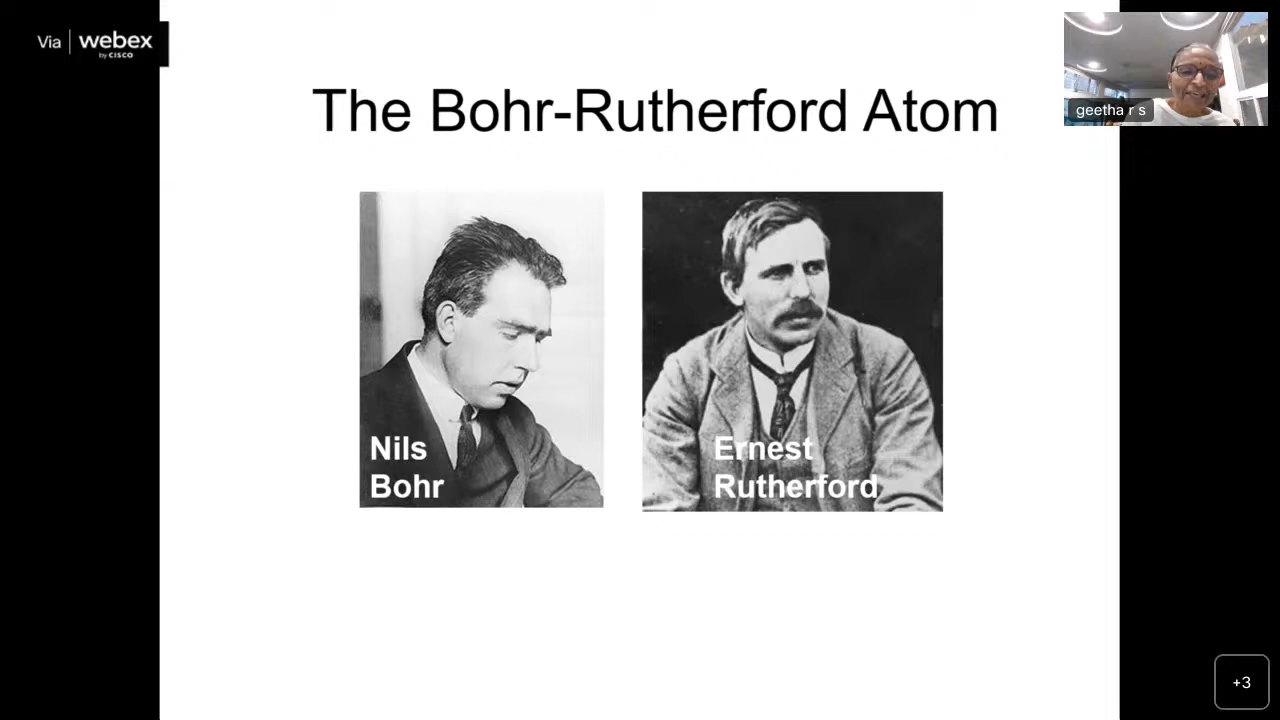 Via | webex
by CISCO
The Bohr-Rutherford Atom
geetha r s
Nils
Bohr
Ernest
Rutherford
+3